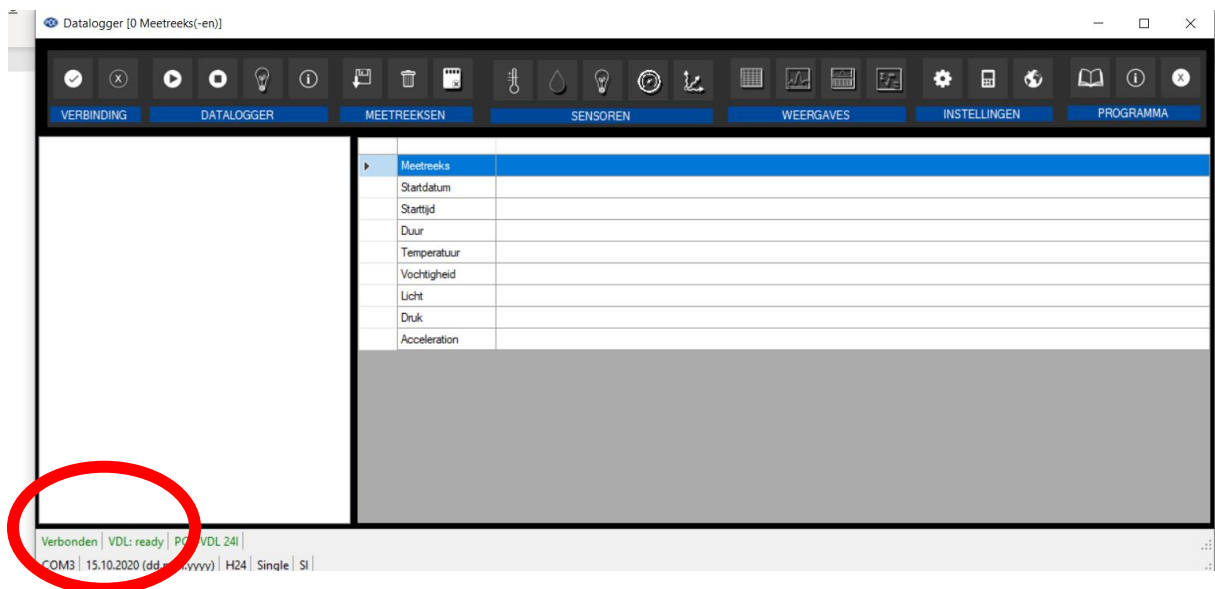 Datalogger [0 Meetreeks(-en)]
VERBINDING DATALOGGER MEETREEKSEN SENSOREN WEERGAVES INSTELLINGEN PROGRAMMA
Meetreeks
Startdatum
Starttijd
Duur
Temperatuur
Vochtigheid
Licht
Druk
Acceleration
Verbonden VDL: ready VDL 24I
COM3 15.10.2020 H24 Single SI